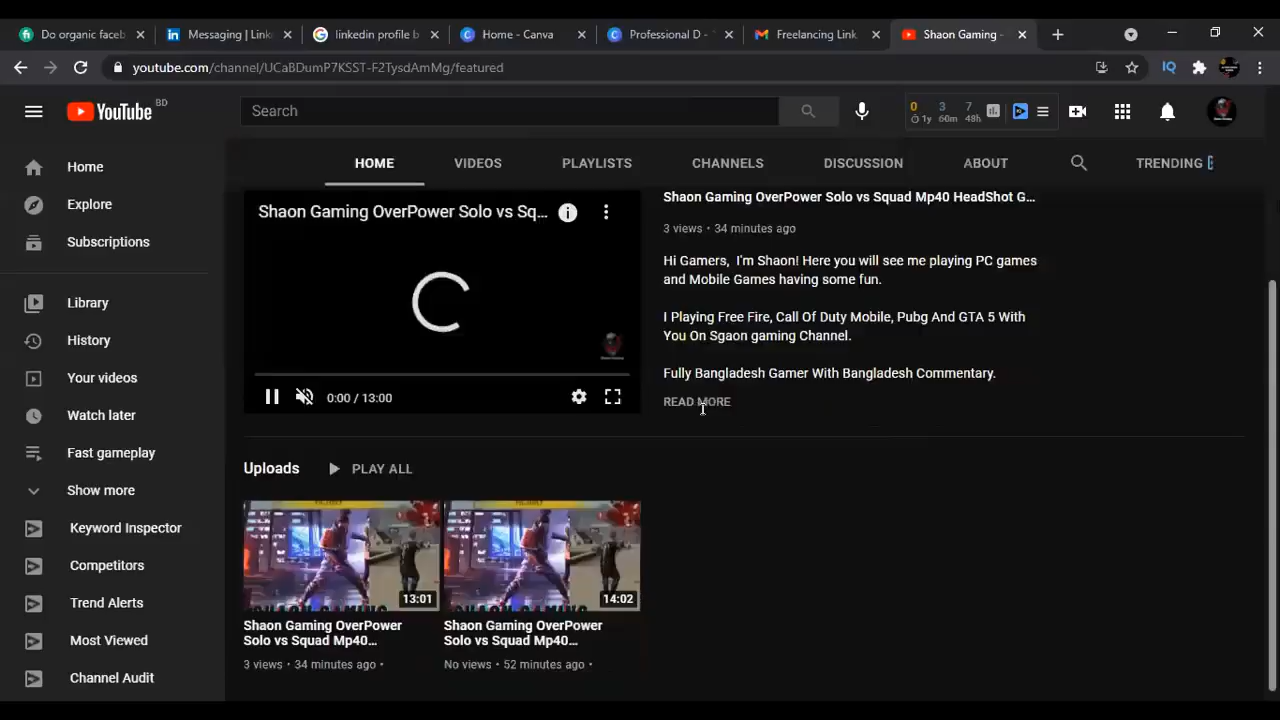 Do organic faceb
Messaging | Link
linkedin profile b
Home - Canva
Professional D -
Freelancing Link
Shaon Gaming -
youtube.com/channel/UCaBDumP7KSST-F2TysdAmMg/featured
IQ
YouTube BD
Search
0 3 7
1y 60m 48h
Home
Explore
Subscriptions
Library
History
Your videos
Watch later
Fast gameplay
Show more
Keyword Inspector
Competitors
Trend Alerts
Most Viewed
Channel Audit
HOME VIDEOS PLAYLISTS CHANNELS DISCUSSION ABOUT TRENDING
Shaon Gaming OverPower Solo vs Sq...
0:00 / 13:00
Shaon Gaming OverPower Solo vs Squad Mp40 HeadShot G...
3 views • 34 minutes ago
Hi Gamers, I'm Shaon! Here you will see me playing PC games
and Mobile Games having some fun.
I Playing Free Fire, Call Of Duty Mobile, Pubg And GTA 5 With
You On Sgaon gaming Channel.
Fully Bangladesh Gamer With Bangladesh Commentary.
READ MORE
Uploads PLAY ALL
13:01
Shaon Gaming OverPower
Solo vs Squad Mp40...
3 views • 34 minutes ago •
14:02
Shaon Gaming OverPower
Solo vs Squad Mp40...
No views • 52 minutes ago •